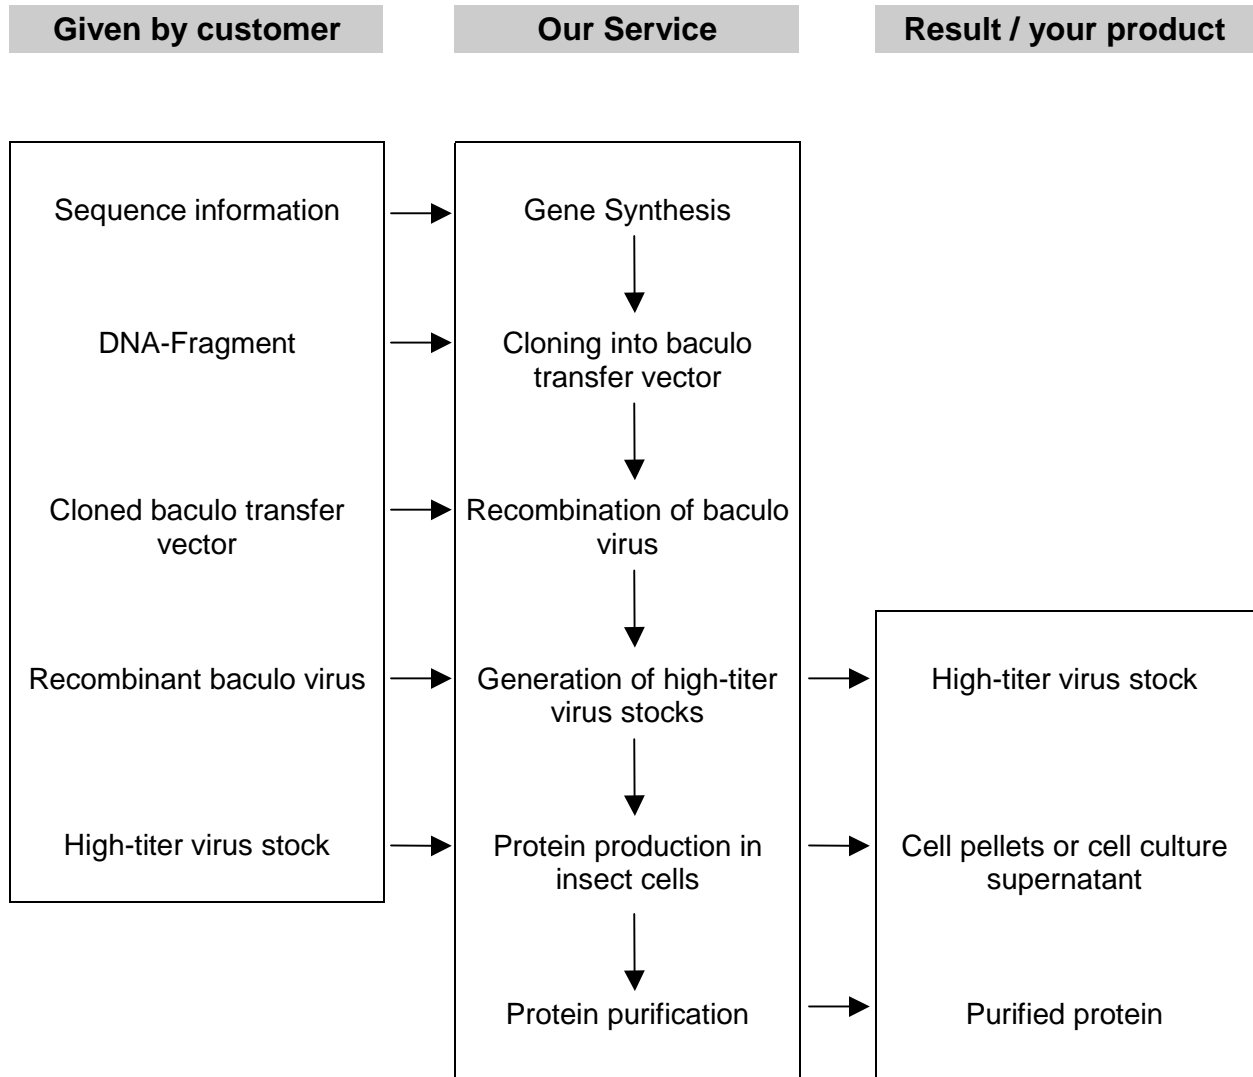 Given by customer
Our Service
Result / your product
Sequence information
Gene Synthesis
DNA-Fragment
Cloning into baculo
transfer vector
Cloned baculo transfer
vector
Recombination of baculo
virus
Recombinant baculo virus
Generation of high-titer
virus stocks
High-titer virus stock
High-titer virus stock
Protein production in
insect cells
Cell pellets or cell culture
supernatant
Protein purification
Purified protein